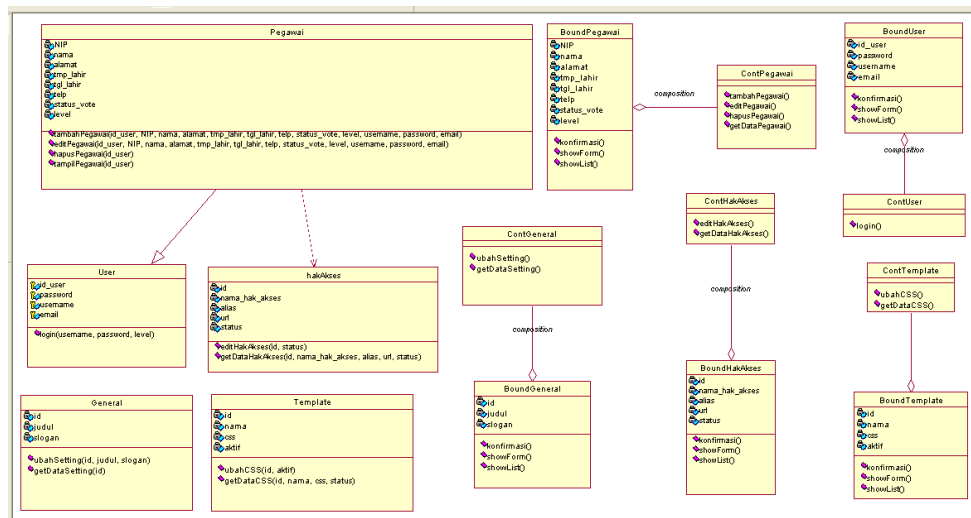 Pegawai
NIP
nama
alamat
tmp_lahir
tgl_lahir
telp
status_vote
level
tambahPegawai(id_user, NIP, nama, alamat, tmp_lahir, tgl_lahir, telp, status_vote, level, username, password, email)
editPegawai(id_user, NIP, nama, alamat, tmp_lahir, tgl_lahir, telp, status_vote, level, username, password, email)
hapusPegawai(id_user)
tampilPegawai(id_user)
BoundPegawai
NIP
nama
alamat
tmp_lahir
tgl_lahir
telp
status_vote
level
konfirmasi()
showForm()
showList()
composition
ContPegawai
tambahPegawai()
editPegawai()
hapusPegawai()
getDataPegawai()
BoundUser
id_user
password
username
email
konfirmasi()
showForm()
showList()
composition
ContUser
login()
User
id_user
password
username
email
login(username, password, level)
hakAkses
id
nama_hak_akses
alias
url
status
editHakAkses(id, status)
getDataHakAkses(id, nama_hak_akses, alias, url, status)
ContGeneral
ubahSetting()
getDataSetting()
composition
BoundGeneral
id
judul
slogan
konfirmasi()
showForm()
showList()
ContHakAkses
editHakAkses()
getDataHakAkses()
composition
BoundHakAkses
id
nama_hak_akses
alias
url
status
konfirmasi()
showForm()
showList()
ContTemplate
ubahCSS()
getDataCSS()
composition
BoundTemplate
id
nama
css
aktif
konfirmasi()
showForm()
showList()
General
id
judul
slogan
ubahSetting(id, judul, slogan)
getDataSetting(id)
Template
id
nama
css
aktif
ubahCSS(id, aktif)
getDataCSS(id, nama, css, status)